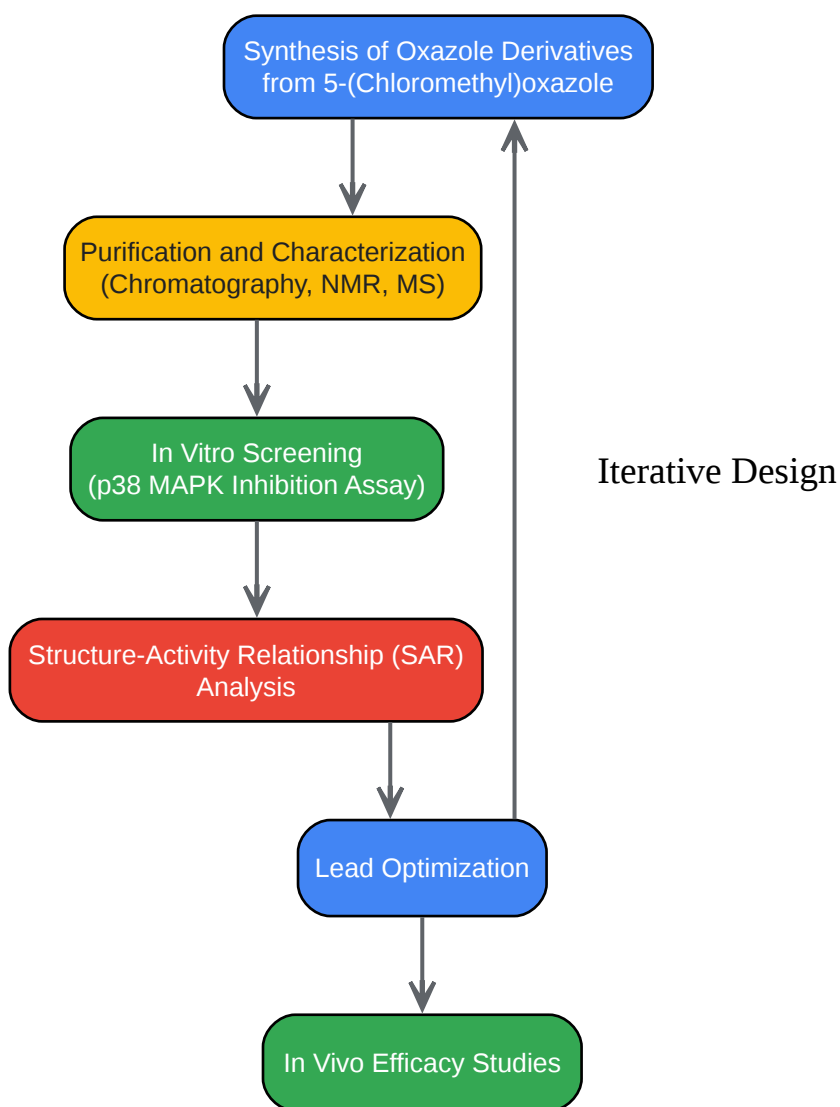 Synthesis of Oxazole Derivatives
from 5-(Chloromethyl)oxazole
Purification and Characterization
(Chromatography, NMR, MS)
In Vitro Screening
(p38 MAPK Inhibition Assay)
Iterative Design
Structure-Activity Relationship (SAR)
Analysis
Lead Optimization
In Vivo Efficacy Studies